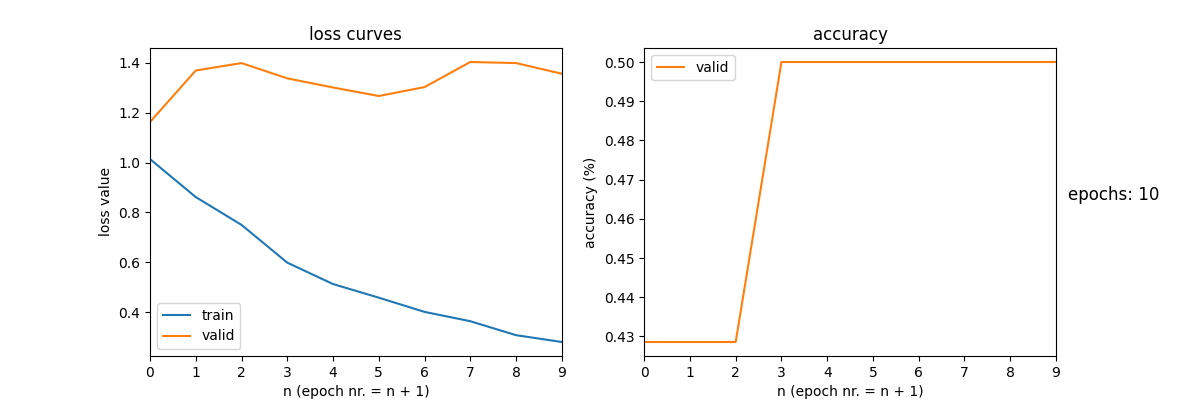 loss curves
1.4
1.2
1.0
0.8
0.6
0.4
loss value
train
valid
0 1 2 3 4 5 6 7 8 9
n (epoch nr. = n + 1)
accuracy
valid
0.50
0.49
0.48
0.47
0.46
0.45
0.44
0.43
accuracy (%)
0 1 2 3 4 5 6 7 8 9
n (epoch nr. = n + 1)
epochs: 10